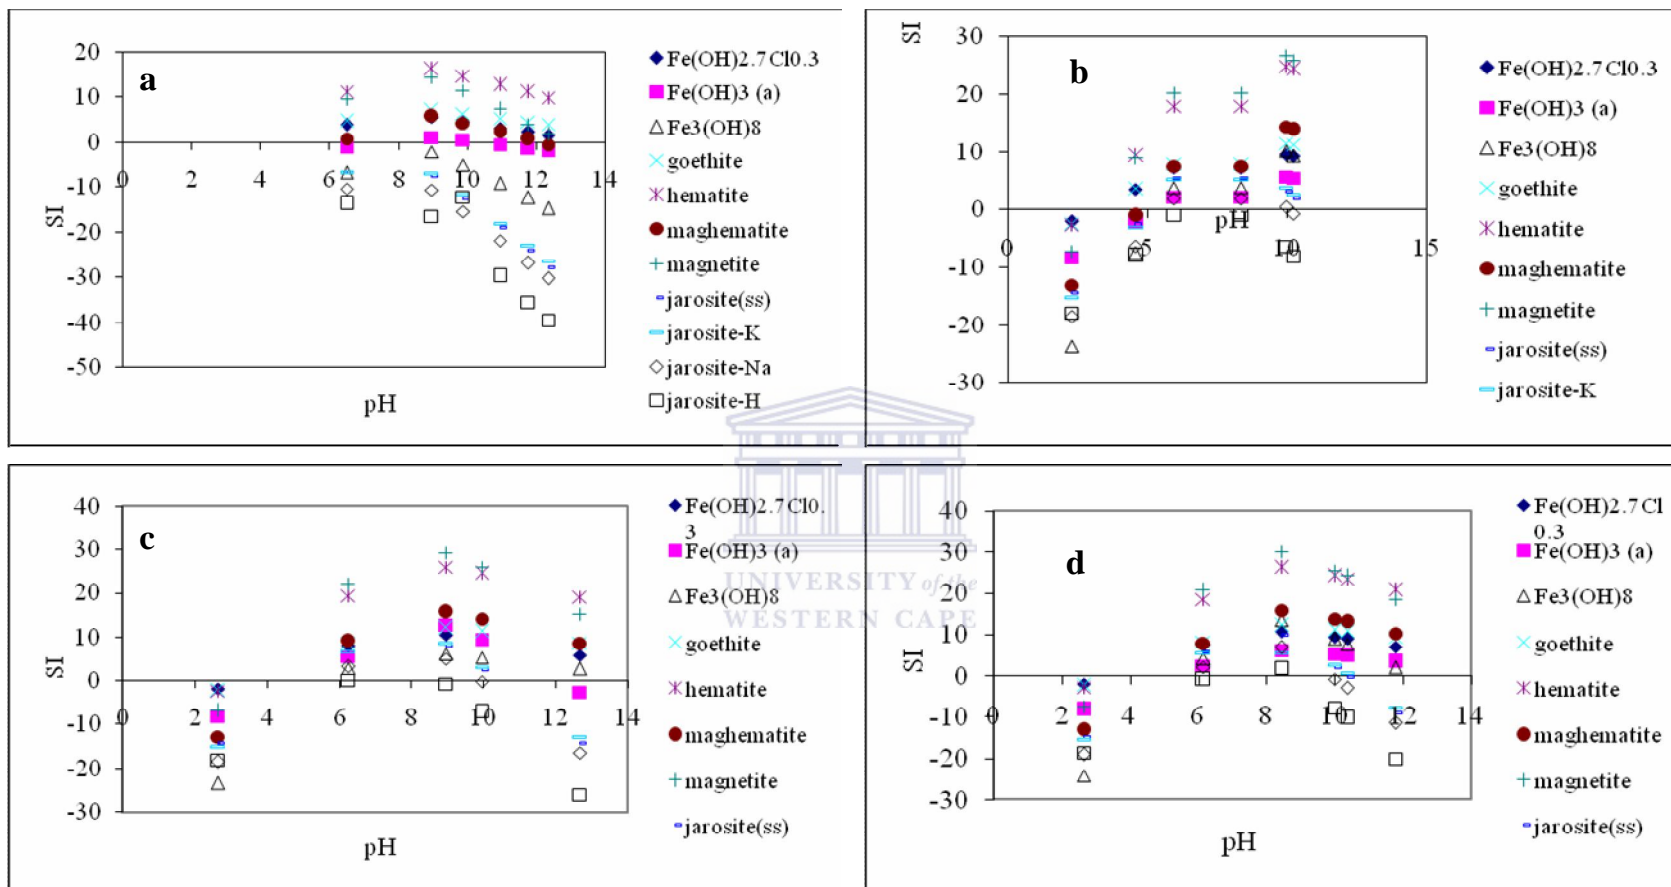 a
20
10
0
-10
-20
-30
-40
-50
0 2 4 6 8 10 12 14
SI
pH
Fe(OH)2.7Cl0.3
Fe(OH)3 (a)
Fe3(OH)8
goethite
hematite
maghematite
magnetite
jarosite(ss)
jarosite-K
jarosite-Na
jarosite-H
b
SI
30
20
10
0
-10
-20
-30
0 5 10 15
pH
Fe(OH)2.7Cl0.3
Fe(OH)3 (a)
Fe3(OH)8
goethite
hematite
maghematite
magnetite
jarosite(ss)
jarosite-K
c
40
30
20
10
0
-10
-20
-30
0 2 4 6 8 10 12 14
SI
pH
Fe(OH)2.7Cl0.
3
Fe(OH)3 (a)
Fe3(OH)8
goethite
hematite
maghematite
magnetite
jarosite(ss)
UNIVERSITY of the
WESTERN CAPE
d
40
30
20
10
0
-10
-20
-30
0 2 4 6 8 10 12 14
SI
pH
Fe(OH)2.7Cl
0.3
Fe(OH)3 (a)
Fe3(OH)8
goethite
hematite
maghematite
magnetite
jarosite(ss)